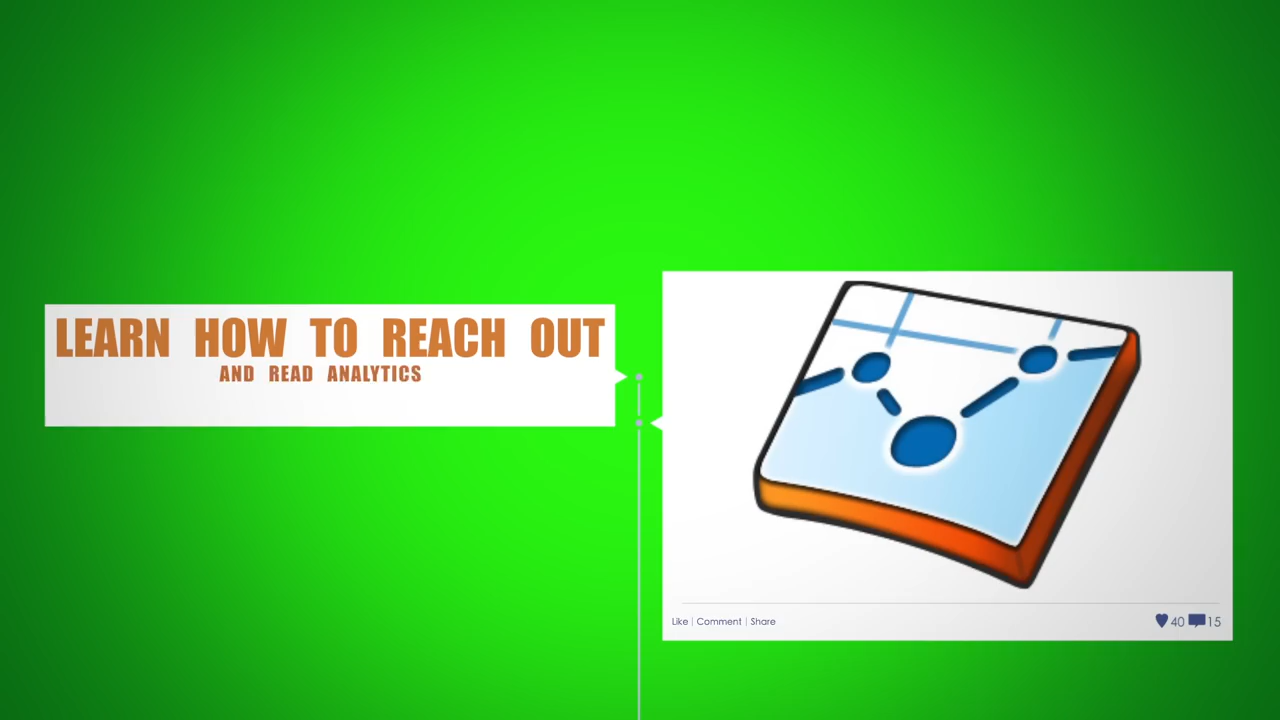 LEARN HOW TO REACH OUT
AND READ ANALYTICS
Like | Comment | Share
40 15